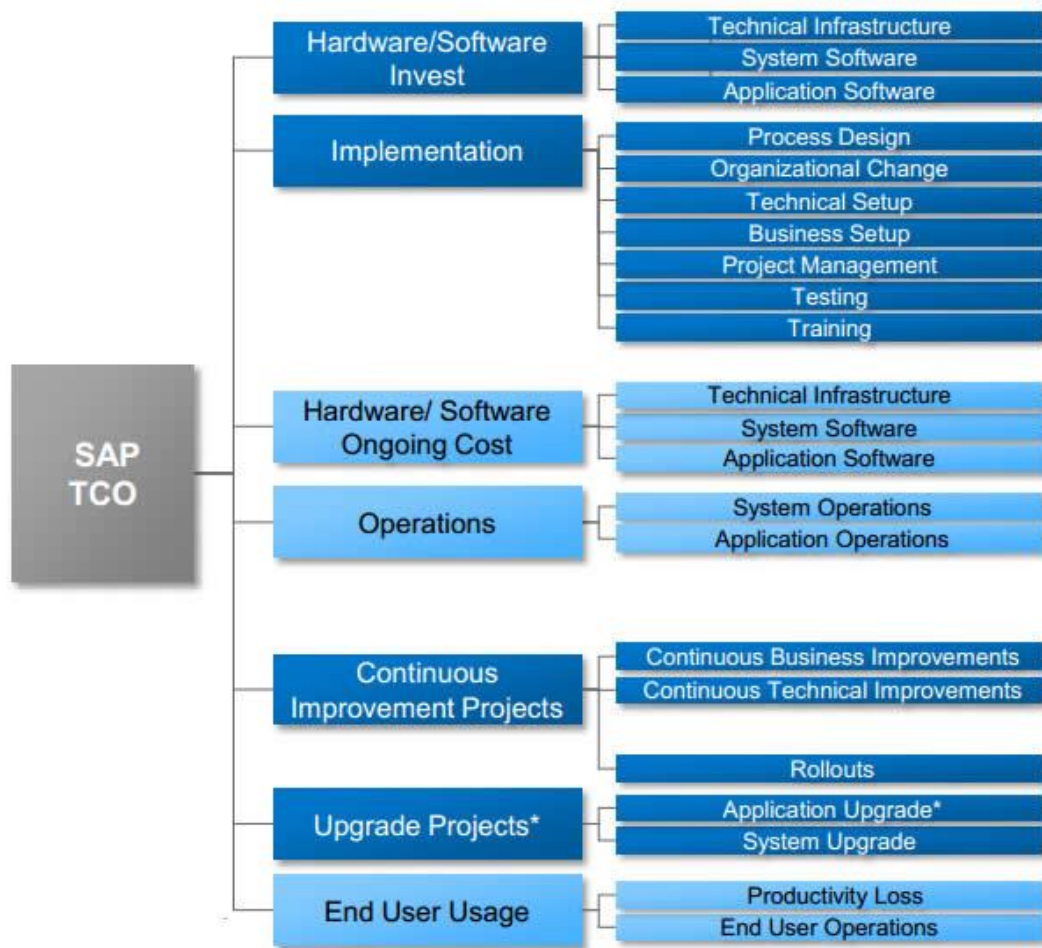 Hardware/Software
Invest
Technical Infrastructure
System Software
Application Software
Implementation
Process Design
Organizational Change
Technical Setup
Business Setup
Project Management
Testing
Training
SAP
TCO
Hardware/ Software
Ongoing Cost
Technical Infrastructure
System Software
Application Software
Operations
System Operations
Application Operations
Continuous
Improvement Projects
Continuous Business Improvements
Continuous Technical Improvements
Rollouts
Upgrade Projects*
Application Upgrade*
System Upgrade
End User Usage
Productivity Loss
End User Operations